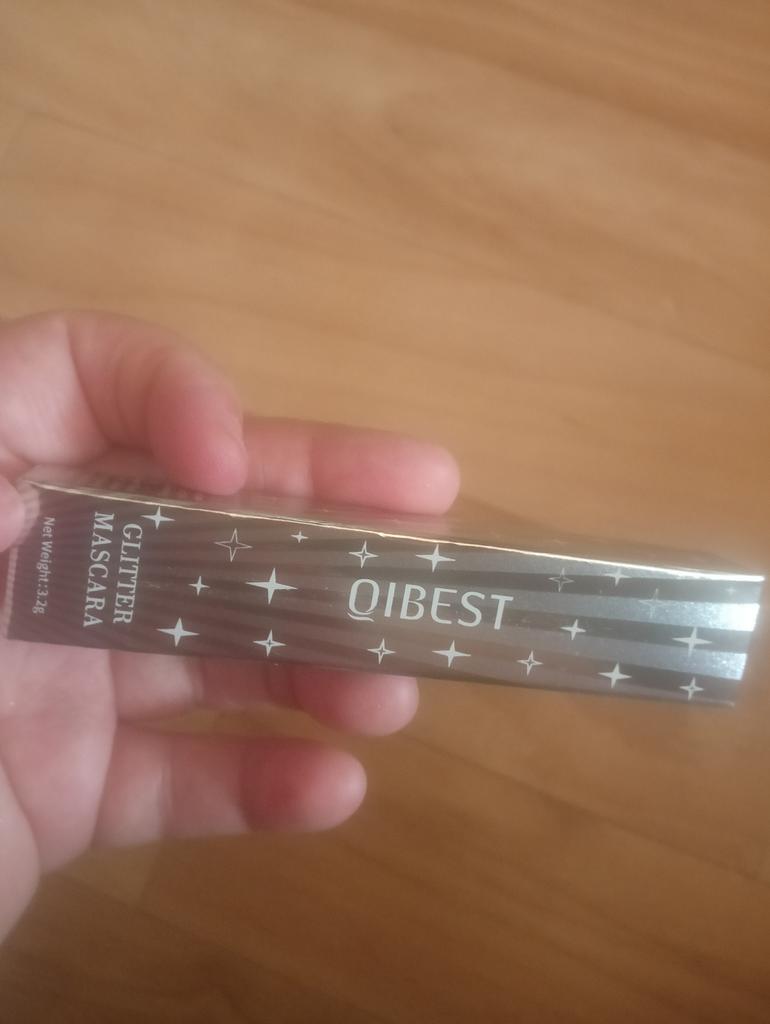 QIBEST
GLITTER
MASCARA
Net Weight:3.2g